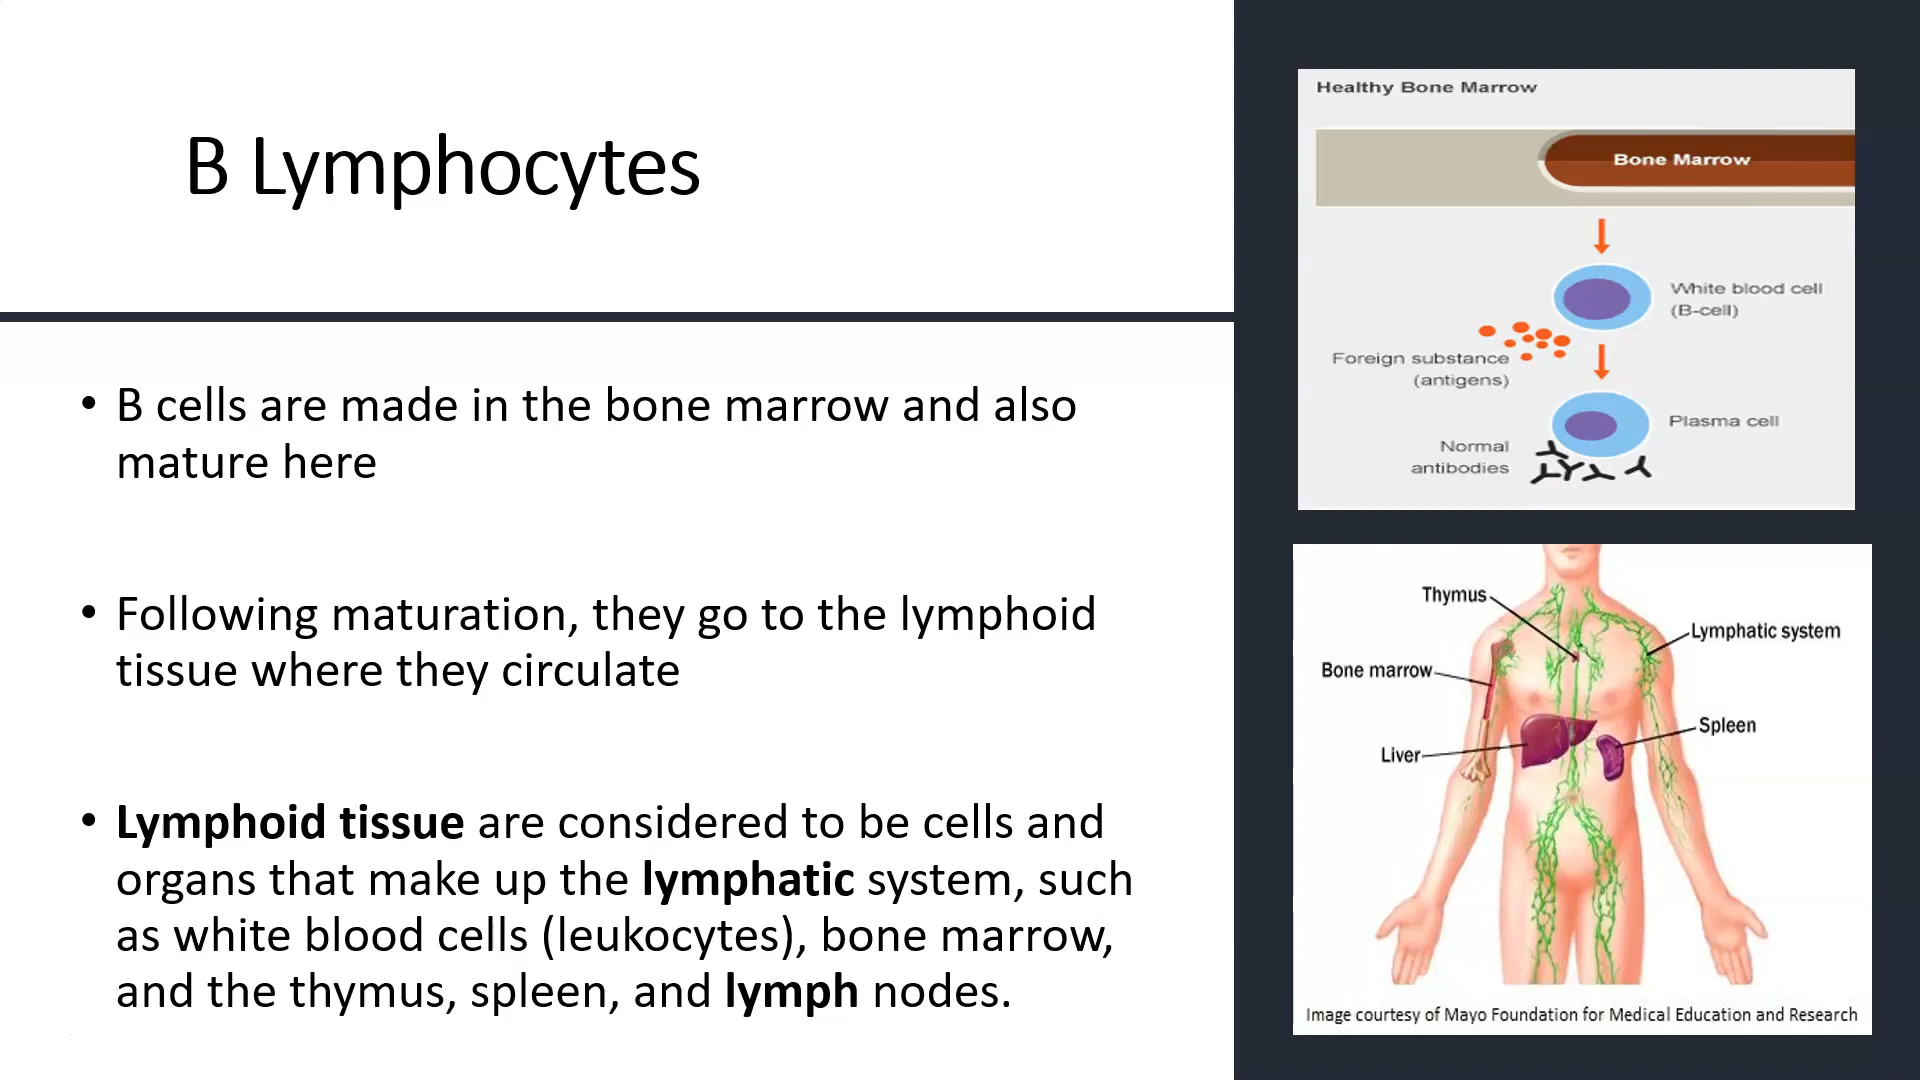 B Lymphocytes
• B cells are made in the bone marrow and also
mature here
• Following maturation, they go to the lymphoid
tissue where they circulate
• Lymphoid tissue are considered to be cells and
organs that make up the lymphatic system, such
as white blood cells (leukocytes), bone marrow,
and the thymus, spleen, and lymph nodes.
Healthy Bone Marrow
Bone Marrow
White blood cell
(B-cell)
Foreign substance
(antigens)
Plasma cell
Normal
antibodies
Thymus
Lymphatic system
Bone marrow
Spleen
Liver
Image courtesy of Mayo Foundation for Medical Education and Research